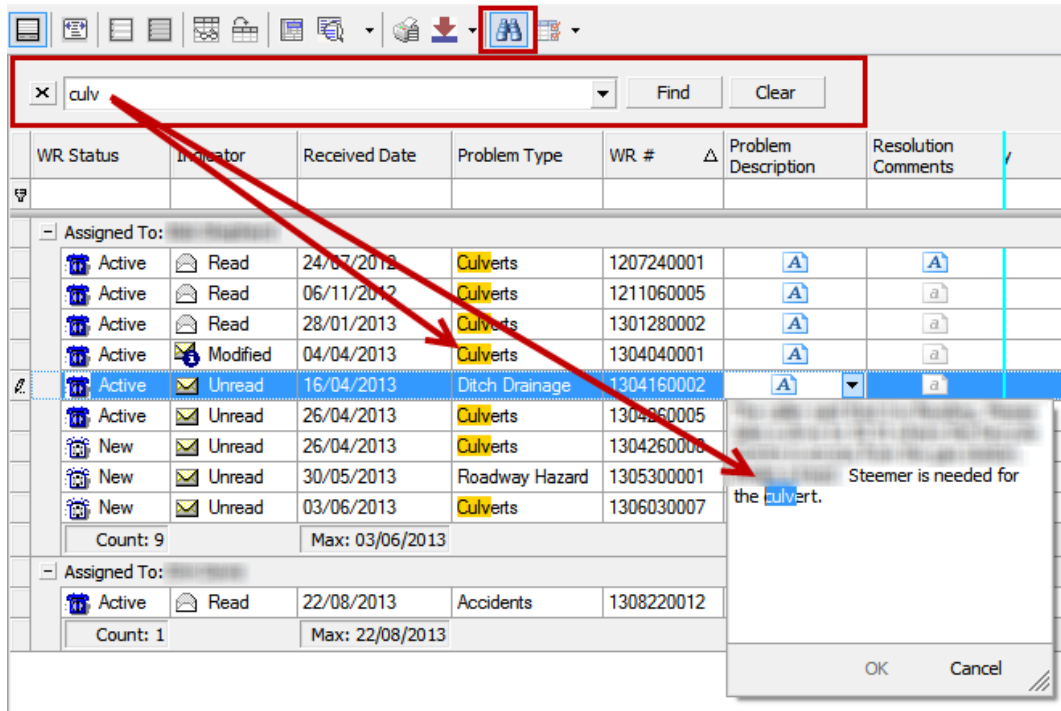 culv Find Clear
WR Status Indicator Received Date Problem Type WR # Problem Description Resolution Comments y
Assigned To:
Active Read 24/07/2012 Culverts 1207240001 A A
Active Read 06/11/2012 Culverts 1211060005 A a
Active Read 28/01/2013 Culverts 1301280002 A a
Active Modified 04/04/2013 Culverts 1304040001 A a
Active Unread 16/04/2013 Ditch Drainage 1304160002 A a
Active Unread 26/04/2013 Culverts 1304260005
New Unread 26/04/2013 Culverts
New Unread 30/05/2013 Roadway Hazard 1305300001
New Unread 03/06/2013 Culverts 1306030007
Steemer is needed for
the culvert.
Count: 9 Max: 03/06/2013
Assigned To:
Active Read 22/08/2013 Accidents 1308220012
Count: 1 Max: 22/08/2013
OK Cancel